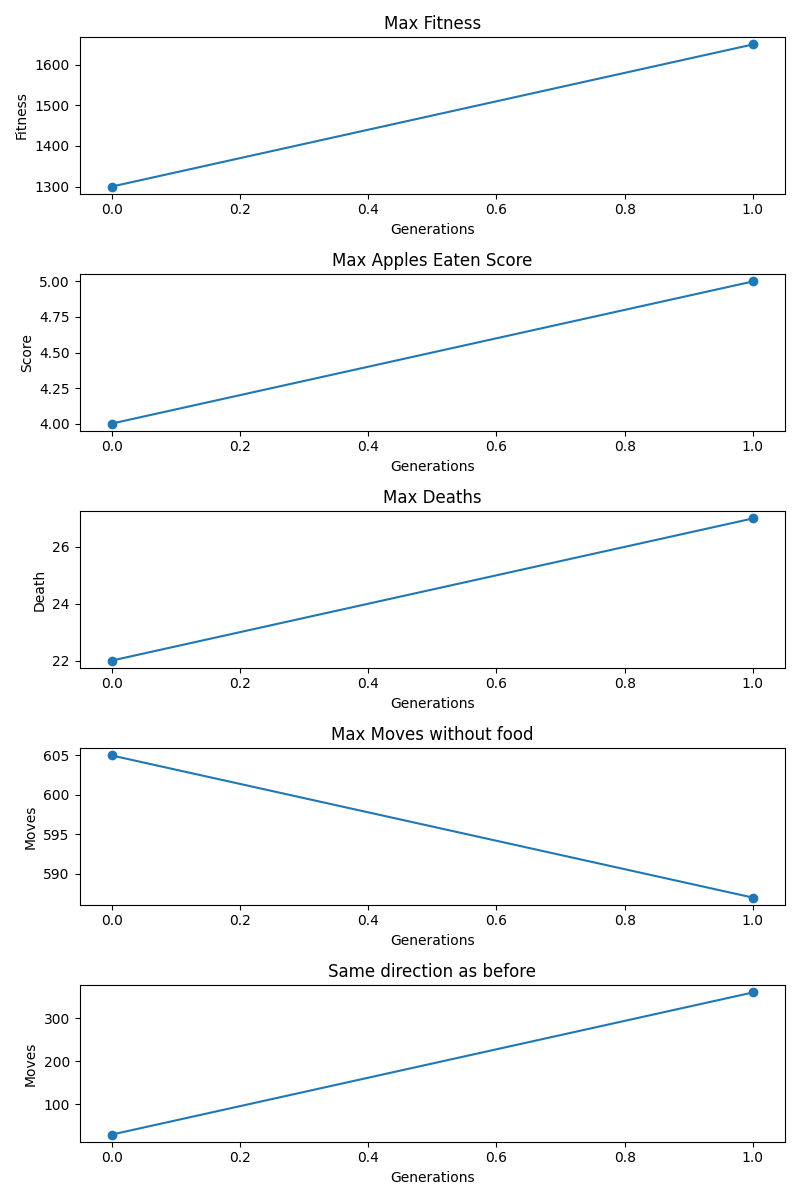 Max Fitness
Fitness
1600
1500
1400
1300
0.0 0.2 0.4 0.6 0.8 1.0
Generations
Max Apples Eaten Score
Score
5.00
4.75
4.50
4.25
4.00
0.0 0.2 0.4 0.6 0.8 1.0
Generations
Max Deaths
Death
26
24
22
0.0 0.2 0.4 0.6 0.8 1.0
Generations
Max Moves without food
Moves
605
600
595
590
0.0 0.2 0.4 0.6 0.8 1.0
Generations
Same direction as before
Moves
300
200
100
0.0 0.2 0.4 0.6 0.8 1.0
Generations